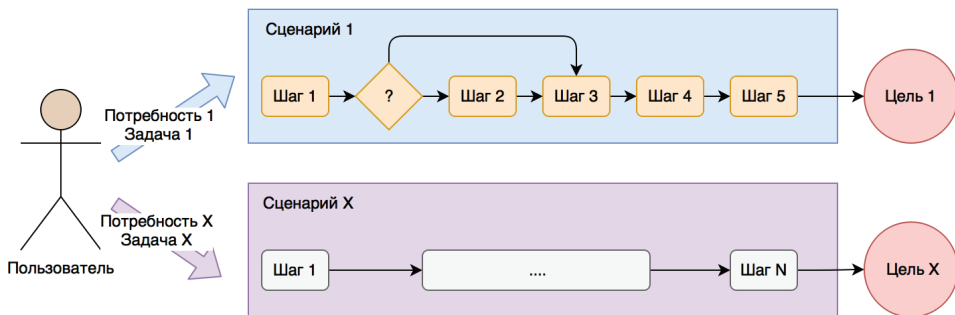 Сценарий 1
Шаг 1
?
Шаг 2
Шаг 3
Шаг 4
Шаг 5
Цель 1
Потребность 1
Задача 1
Пользователь
Потребность X
Задача X
Сценарий X
Шаг 1
....
Шаг N
Цель X